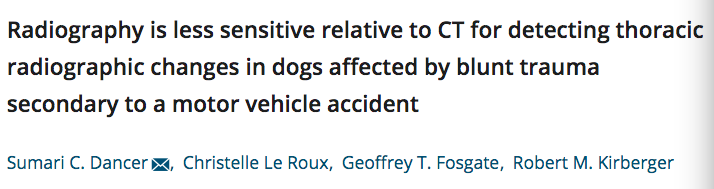 Radiography is less sensitive relative to CT for detecting thoracic
radiographic changes in dogs affected by blunt trauma
secondary to a motor vehicle accident
Sumari C. Dancer, Christelle Le Roux, Geoffrey T. Fosgate, Robert M. Kirberger